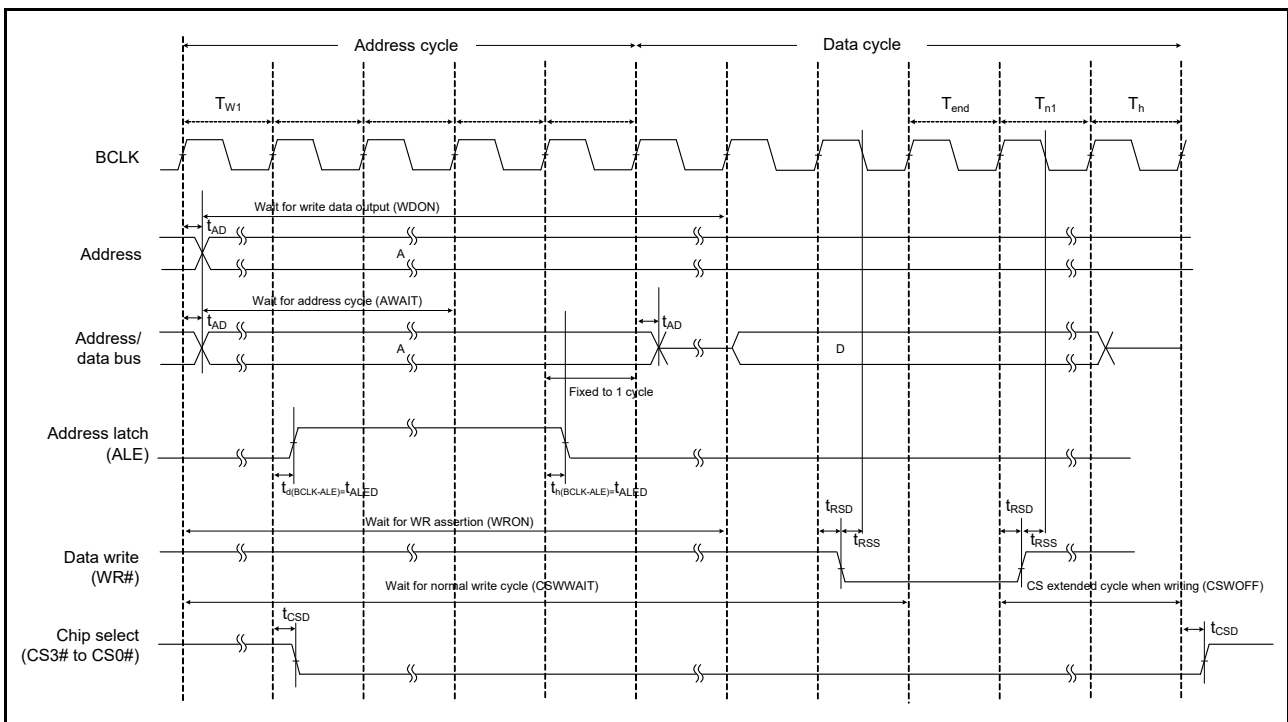 Address cycle
Data cycle
TW1
Tend
Tn1
Th
BCLK
Wait for write data output (WDON)
tAD
Address
A
Wait for address cycle (AWAIT)
tAD
tAD
Address/
data bus
A
D
Fixed to 1 cycle
Address latch
(ALE)
td(BCLK-ALE)=tALED
th(BCLK-ALE)=tALED
Wait for WR assertion (WRON)
tRSD
tRSD
tRSS
tRSS
Data write
(WR#)
Wait for normal write cycle (CSWWAIT)
CS extended cycle when writing (CSWOFF)
tCSD
tCSD
Chip select
(CS3# to CS0#)